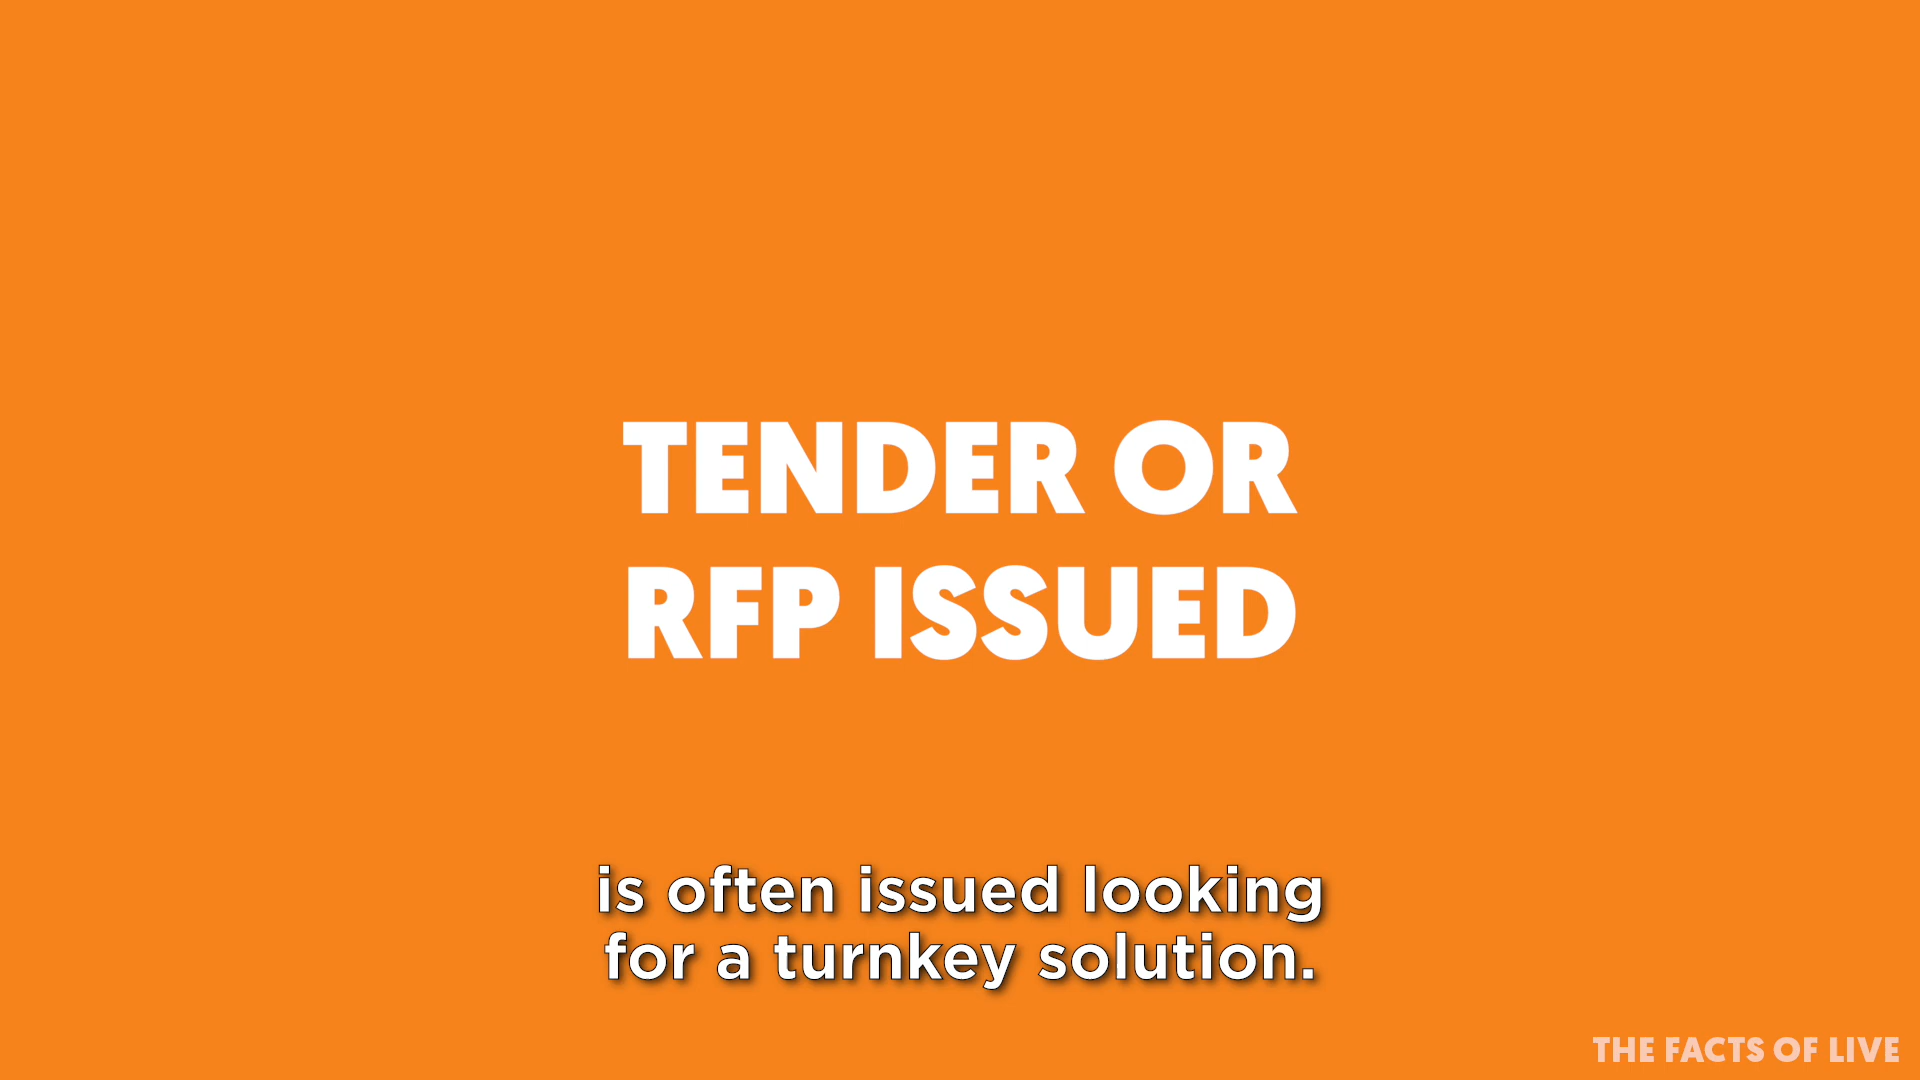 TENDER OR
RFP ISSUED
is often issued looking
for a turnkey solution.
THE FACTS OF LIVE